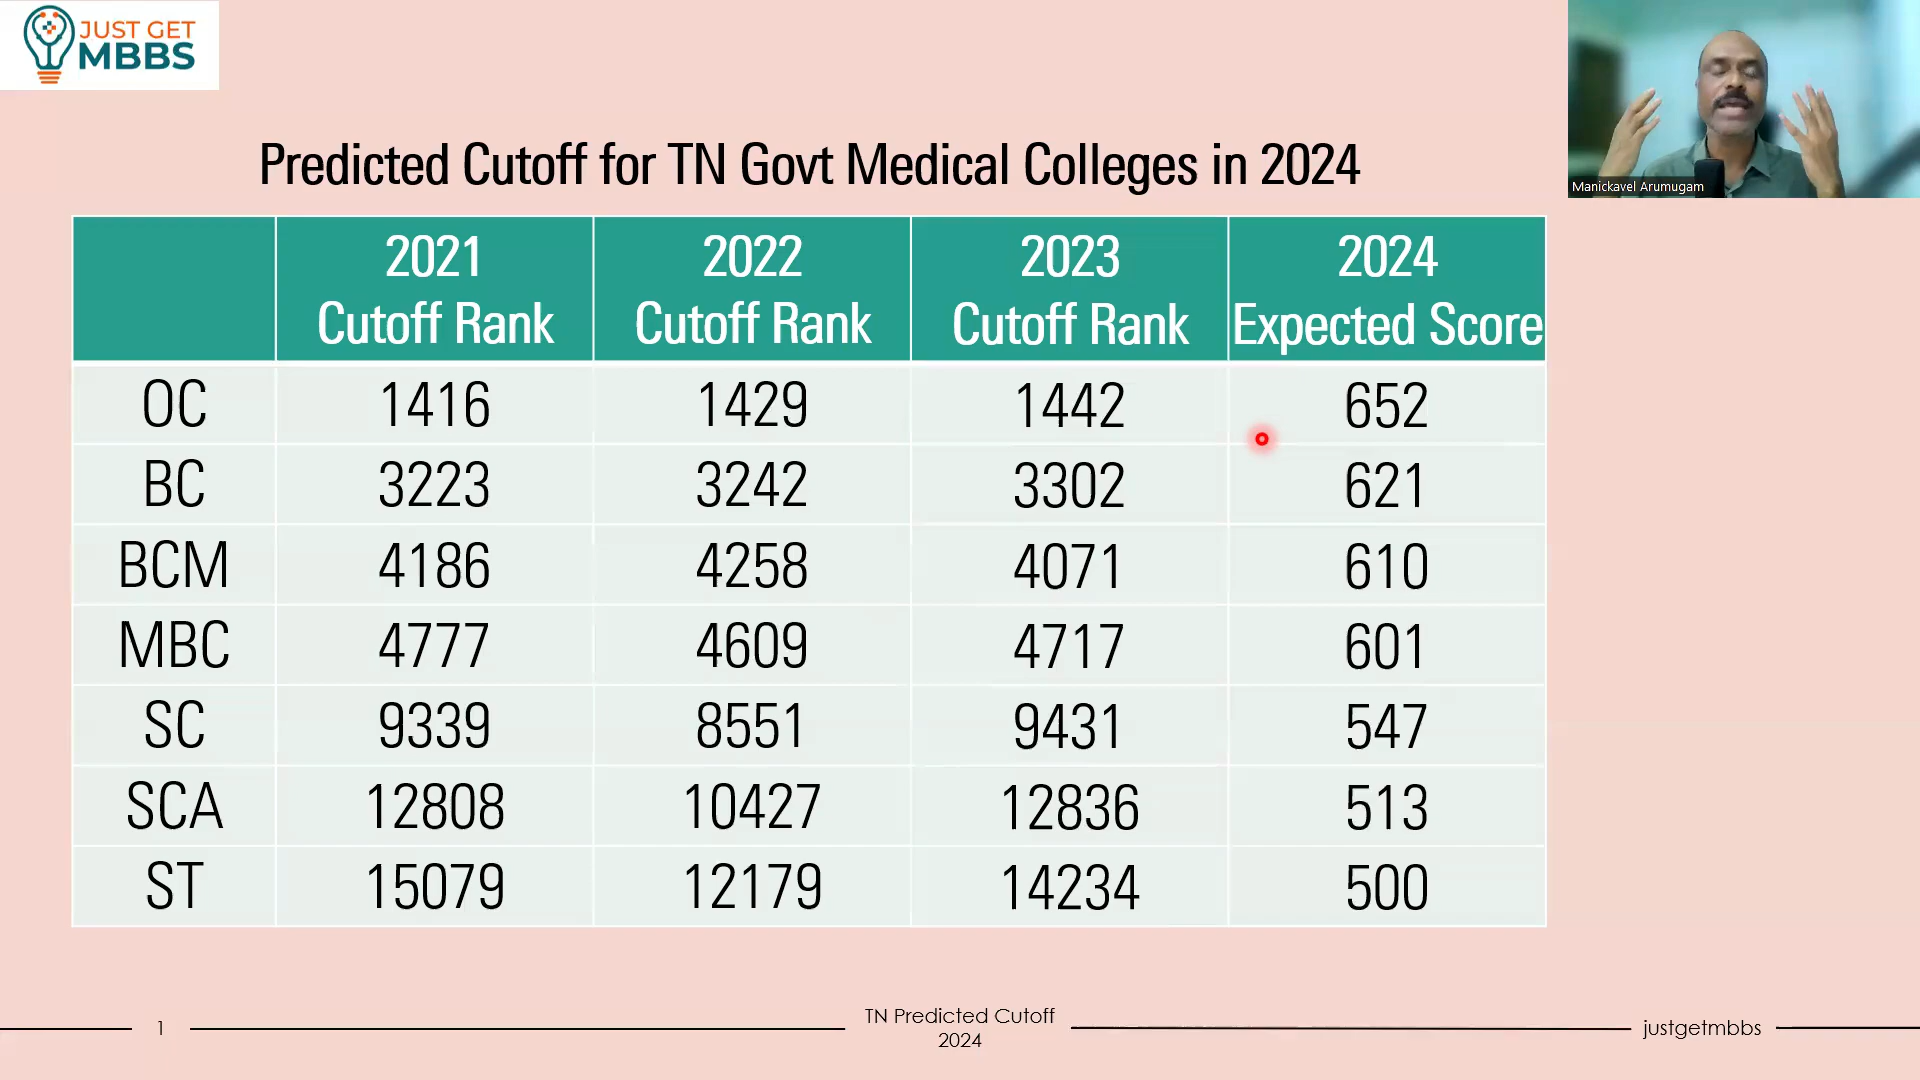 JUST GET
MBBS
Manickavel Arumugam
Predicted Cutoff for TN Govt Medical Colleges in 2024
2021 Cutoff Rank 2022 Cutoff Rank 2023 Cutoff Rank 2024 Expected Score
OC 1416 1429 1442 652
BC 3223 3242 3302 621
BCM 4186 4258 4071 610
MBC 4777 4609 4717 601
SC 9339 8551 9431 547
SCA 12808 10427 12836 513
ST 15079 12179 14234 500
1
TN Predicted Cutoff
2024
justgetmbbs